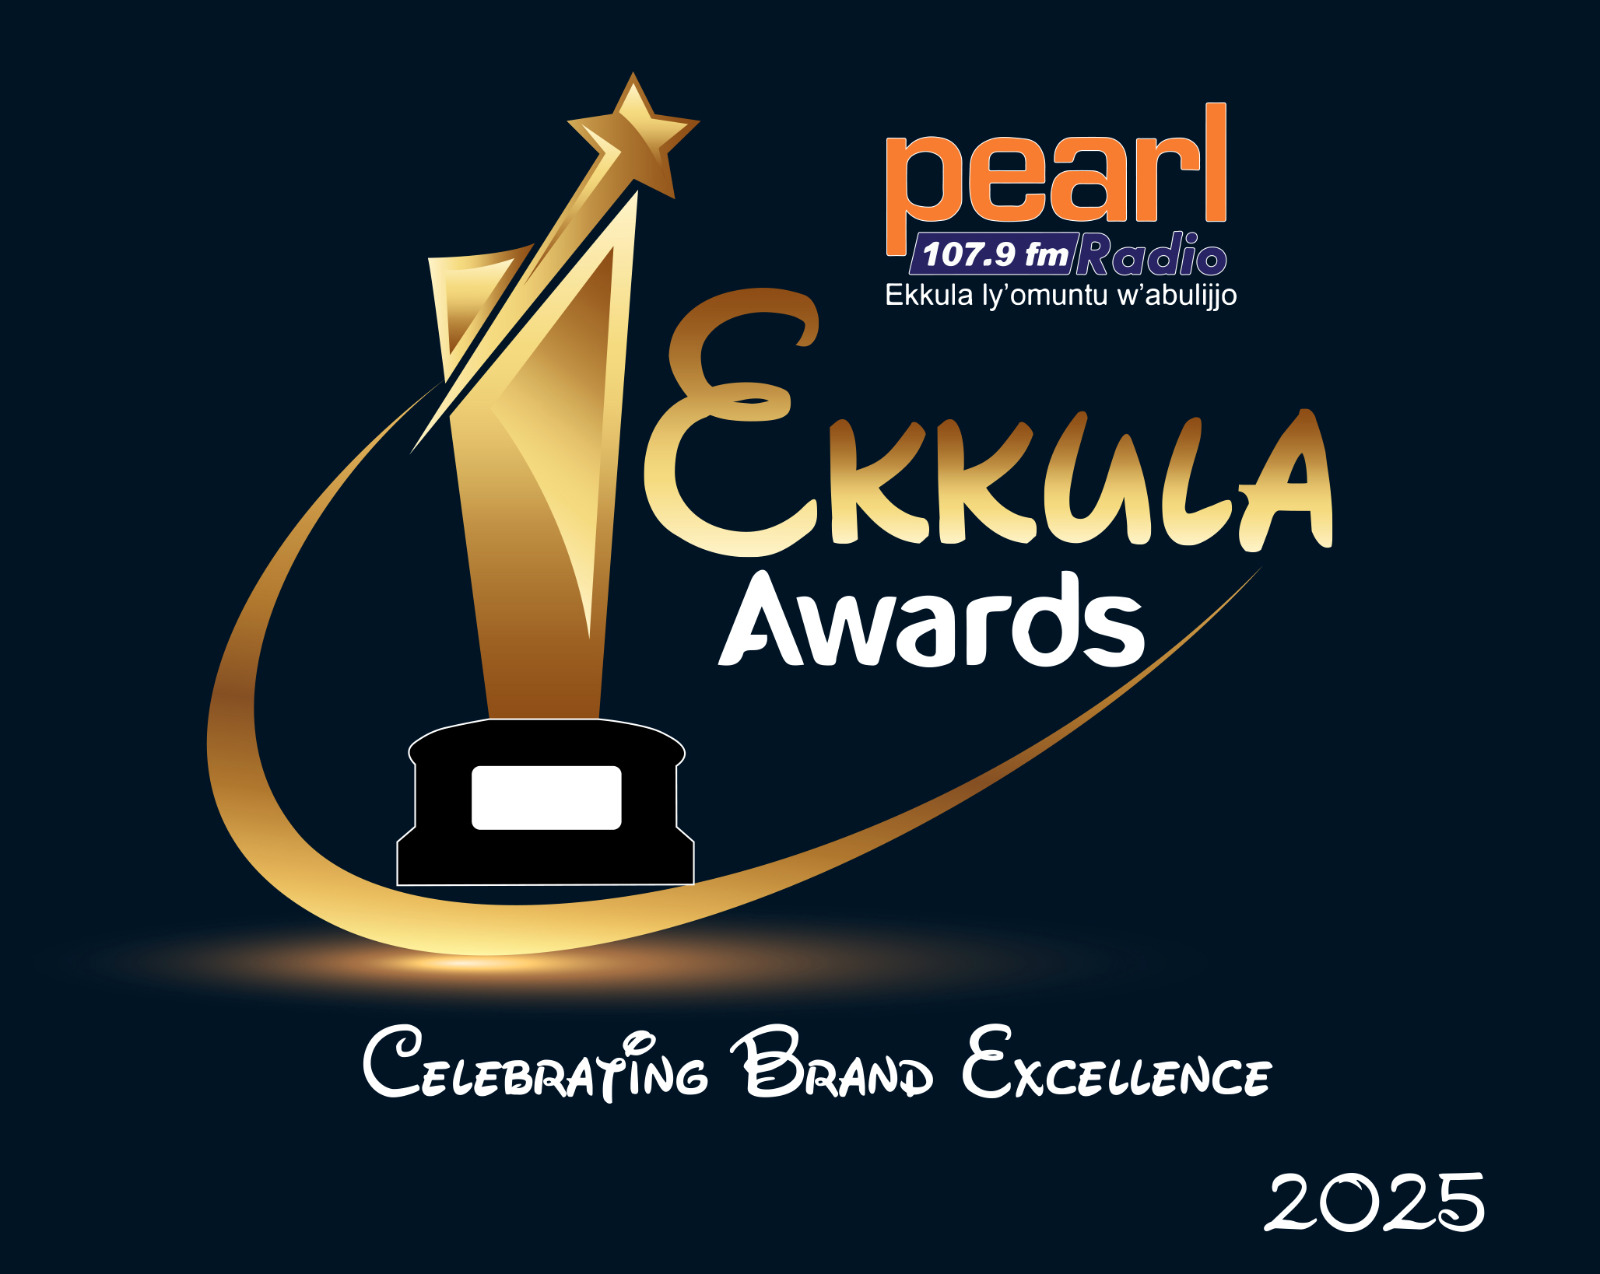 pearl
107.9 fm Radio
Ekkula ly'omuntu w'abulijjo
EKKULA
Awards
CELEBRATING BRAND EXCELLENCE
2025